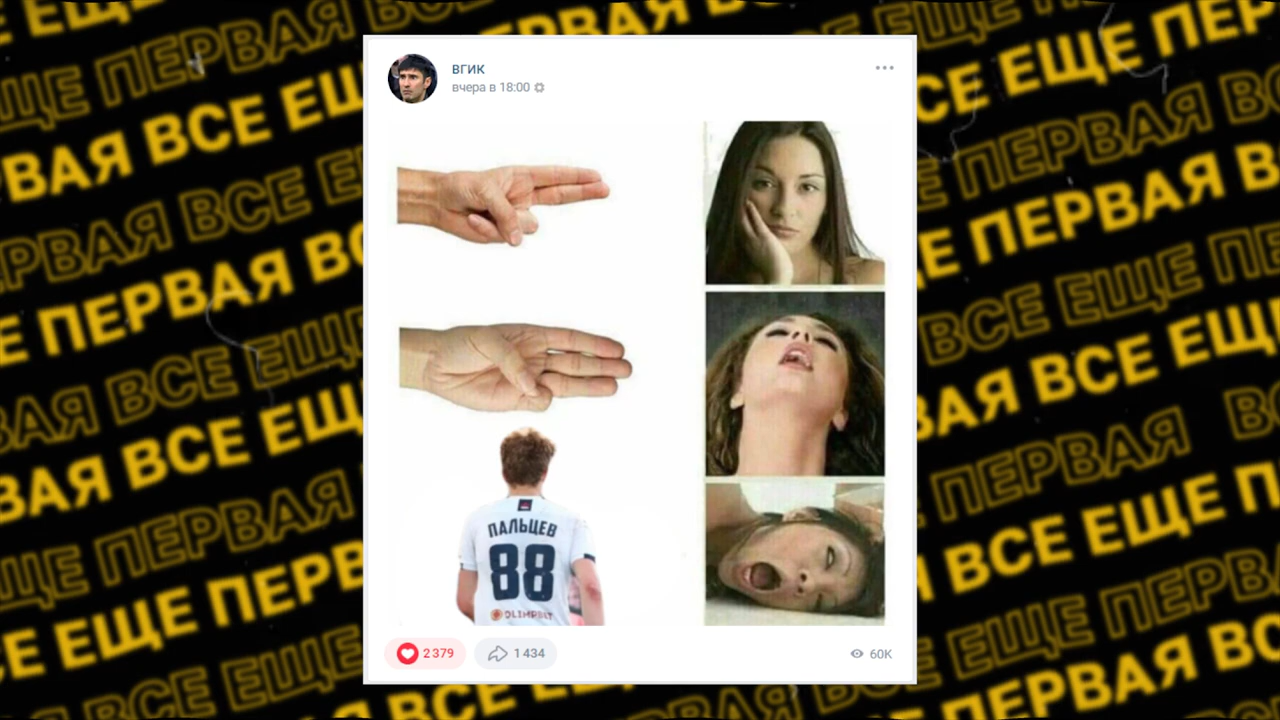 ВГИК
вчера в 18:00
ПАЛЬЦЕВ
88
OLIMPBET
2 379
1 434
60K
ВСЕ ЕЩЕ ПЕРВАЯ ВСЕ ЕЩЕ ПЕРВАЯ